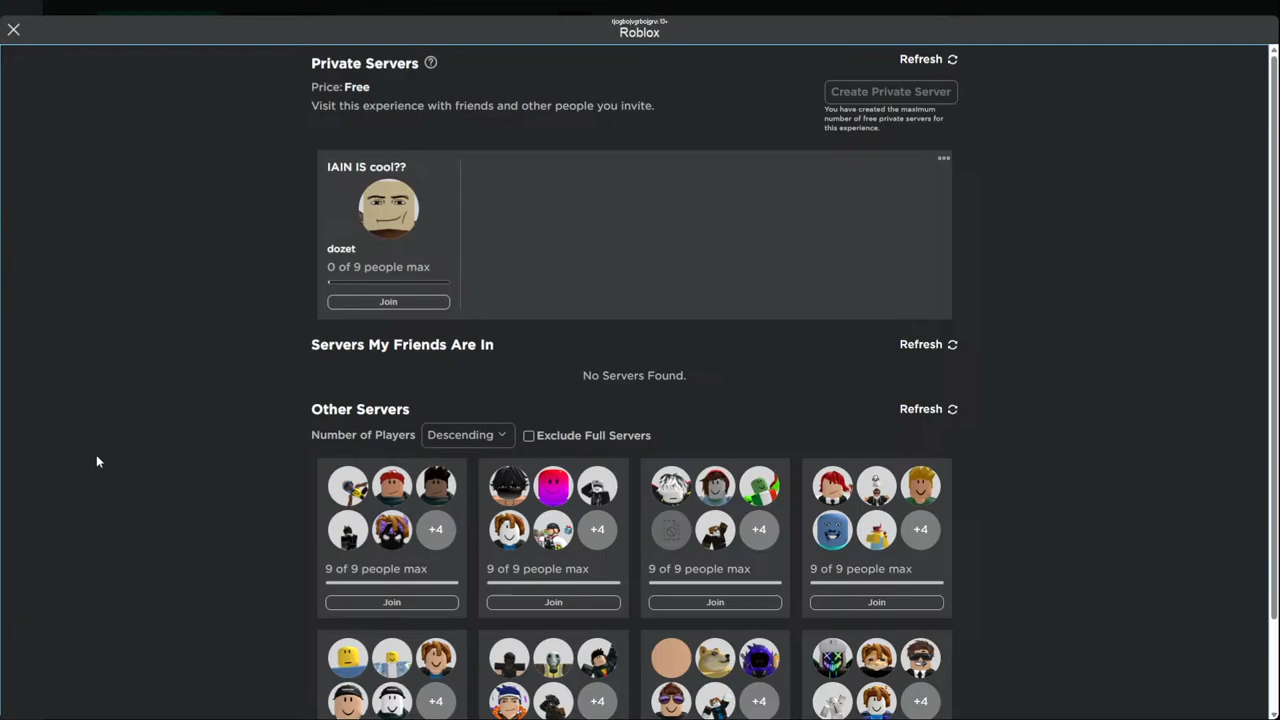 Roblox
Private Servers
Refresh
Price: Free
Create Private Server
Visit this experience with friends and other people you invite.
You have created the maximum
number of free private servers for
this experience.
IAIN IS cool??
dozet
0 of 9 people max
Join
Servers My Friends Are In
Refresh
No Servers Found.
Other Servers
Refresh
Number of Players
Descending
Exclude Full Servers
+4
+4
+4
+4
9 of 9 people max
9 of 9 people max
9 of 9 people max
9 of 9 people max
Join
Join
Join
Join
+4
+4
+4
+4